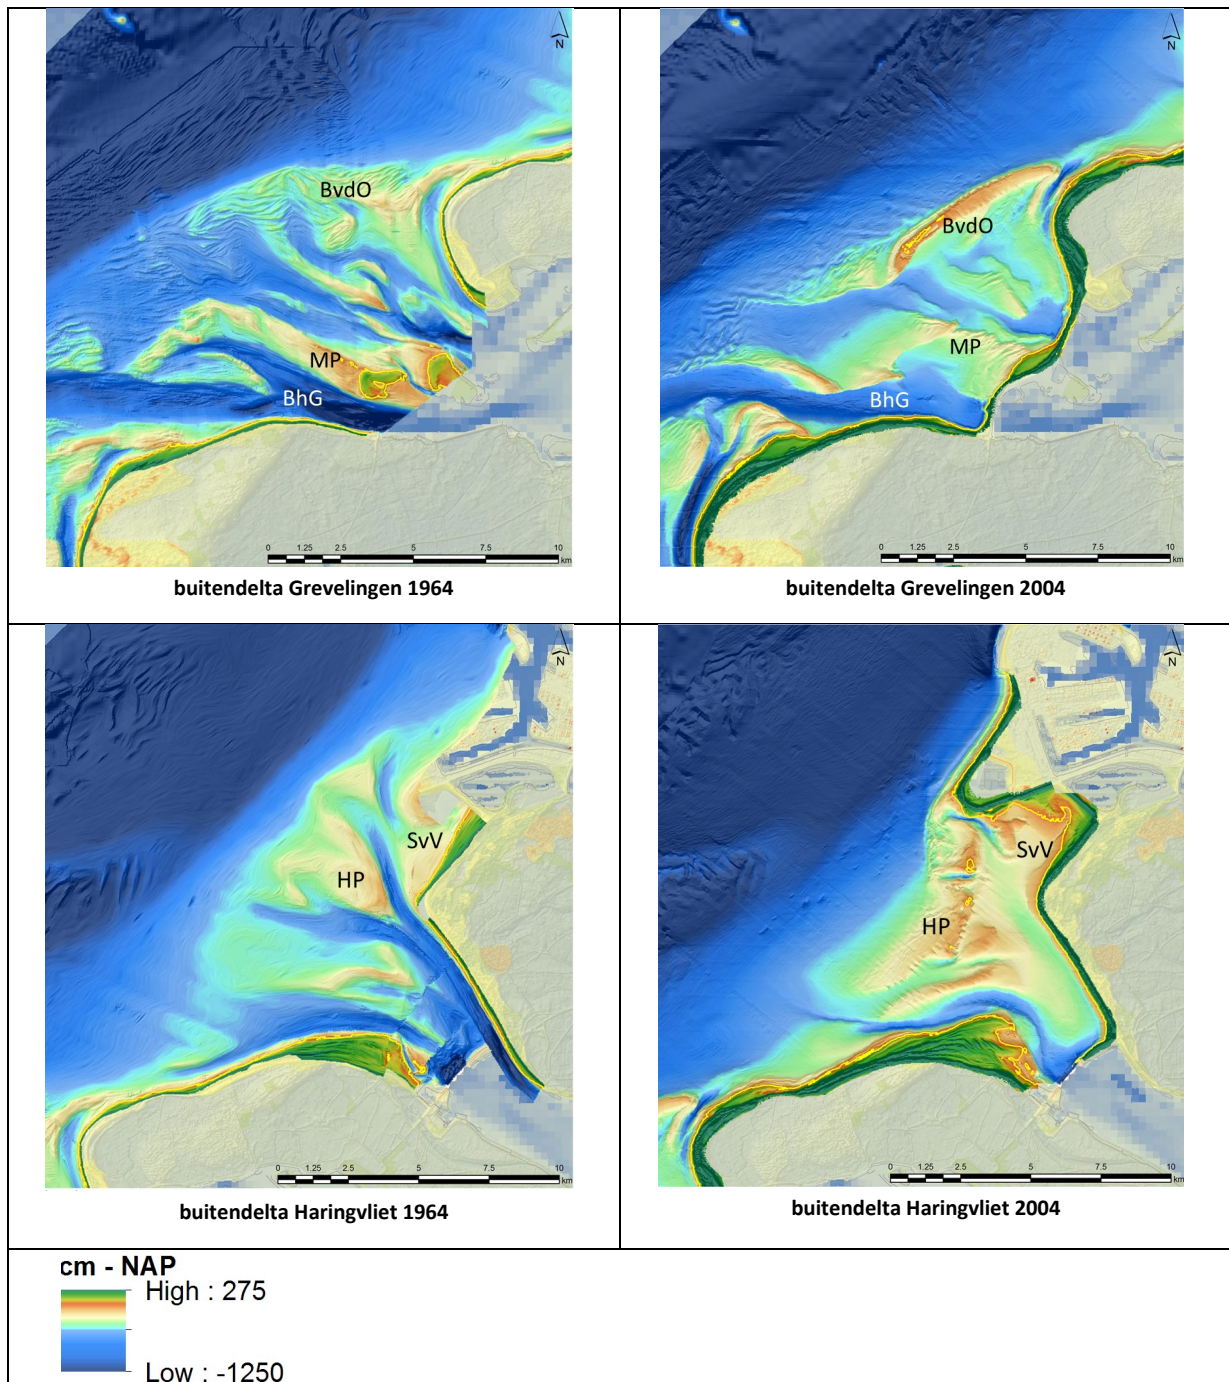 N
BvdO
MP
BhG
0 1.25 2.5 5 7.5 10
km
buitendelta Grevelingen 1964
N
BvdO
MP
BhG
0 1.25 2.5 5 7.5 10
km
buitendelta Grevelingen 2004
N
SvV
HP
0 1.25 2.5 5 7.5 10
km
buitendelta Haringvliet 1964
N
SvV
HP
0 1.25 2.5 5 7.5 10
km
buitendelta Haringvliet 2004
cm - NAP
High : 275
Low : -1250